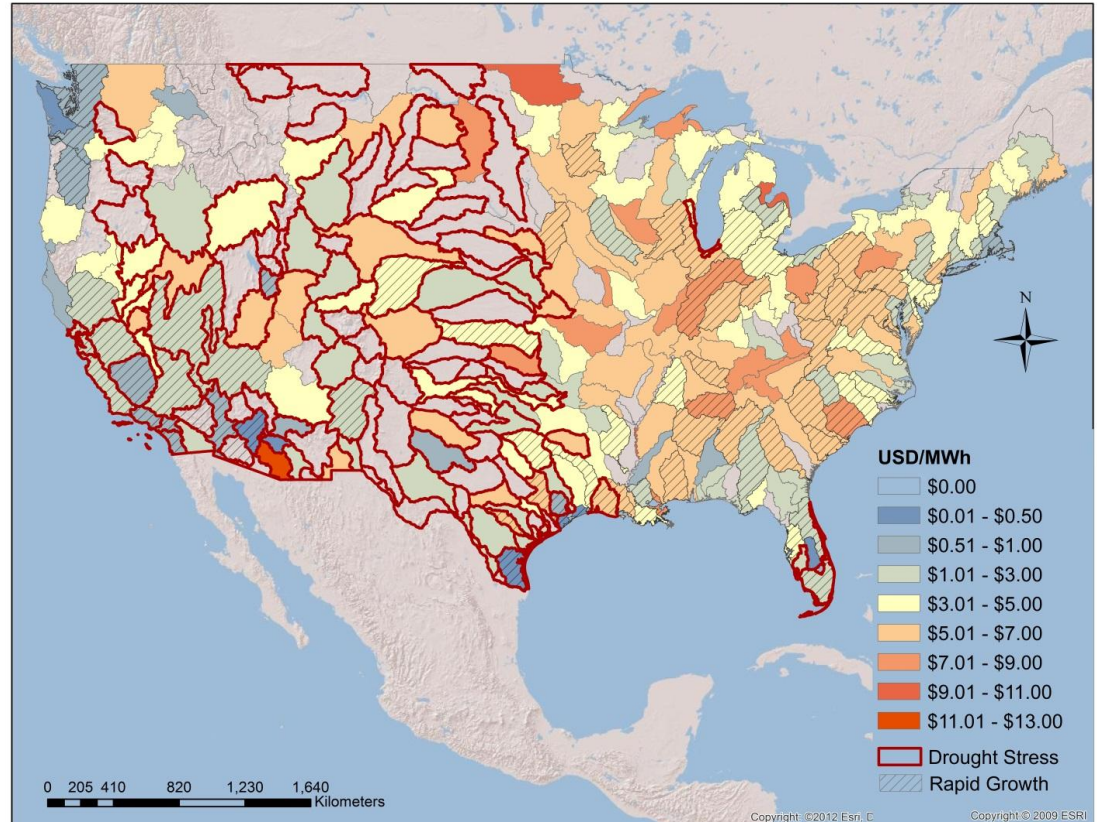 N
USD/MWh
$0.00
$0.01 - $0.50
$0.51 - $1.00
$1.01 - $3.00
$3.01 - $5.00
$5.01 - $7.00
$7.01 - $9.00
$9.01 - $11.00
$11.01 - $13.00
Drought Stress
Rapid Growth
0 205 410 820 1,230 1,640
Kilometers
Copyright: ©2012 Esri, D Copyright © 2009 ESRI